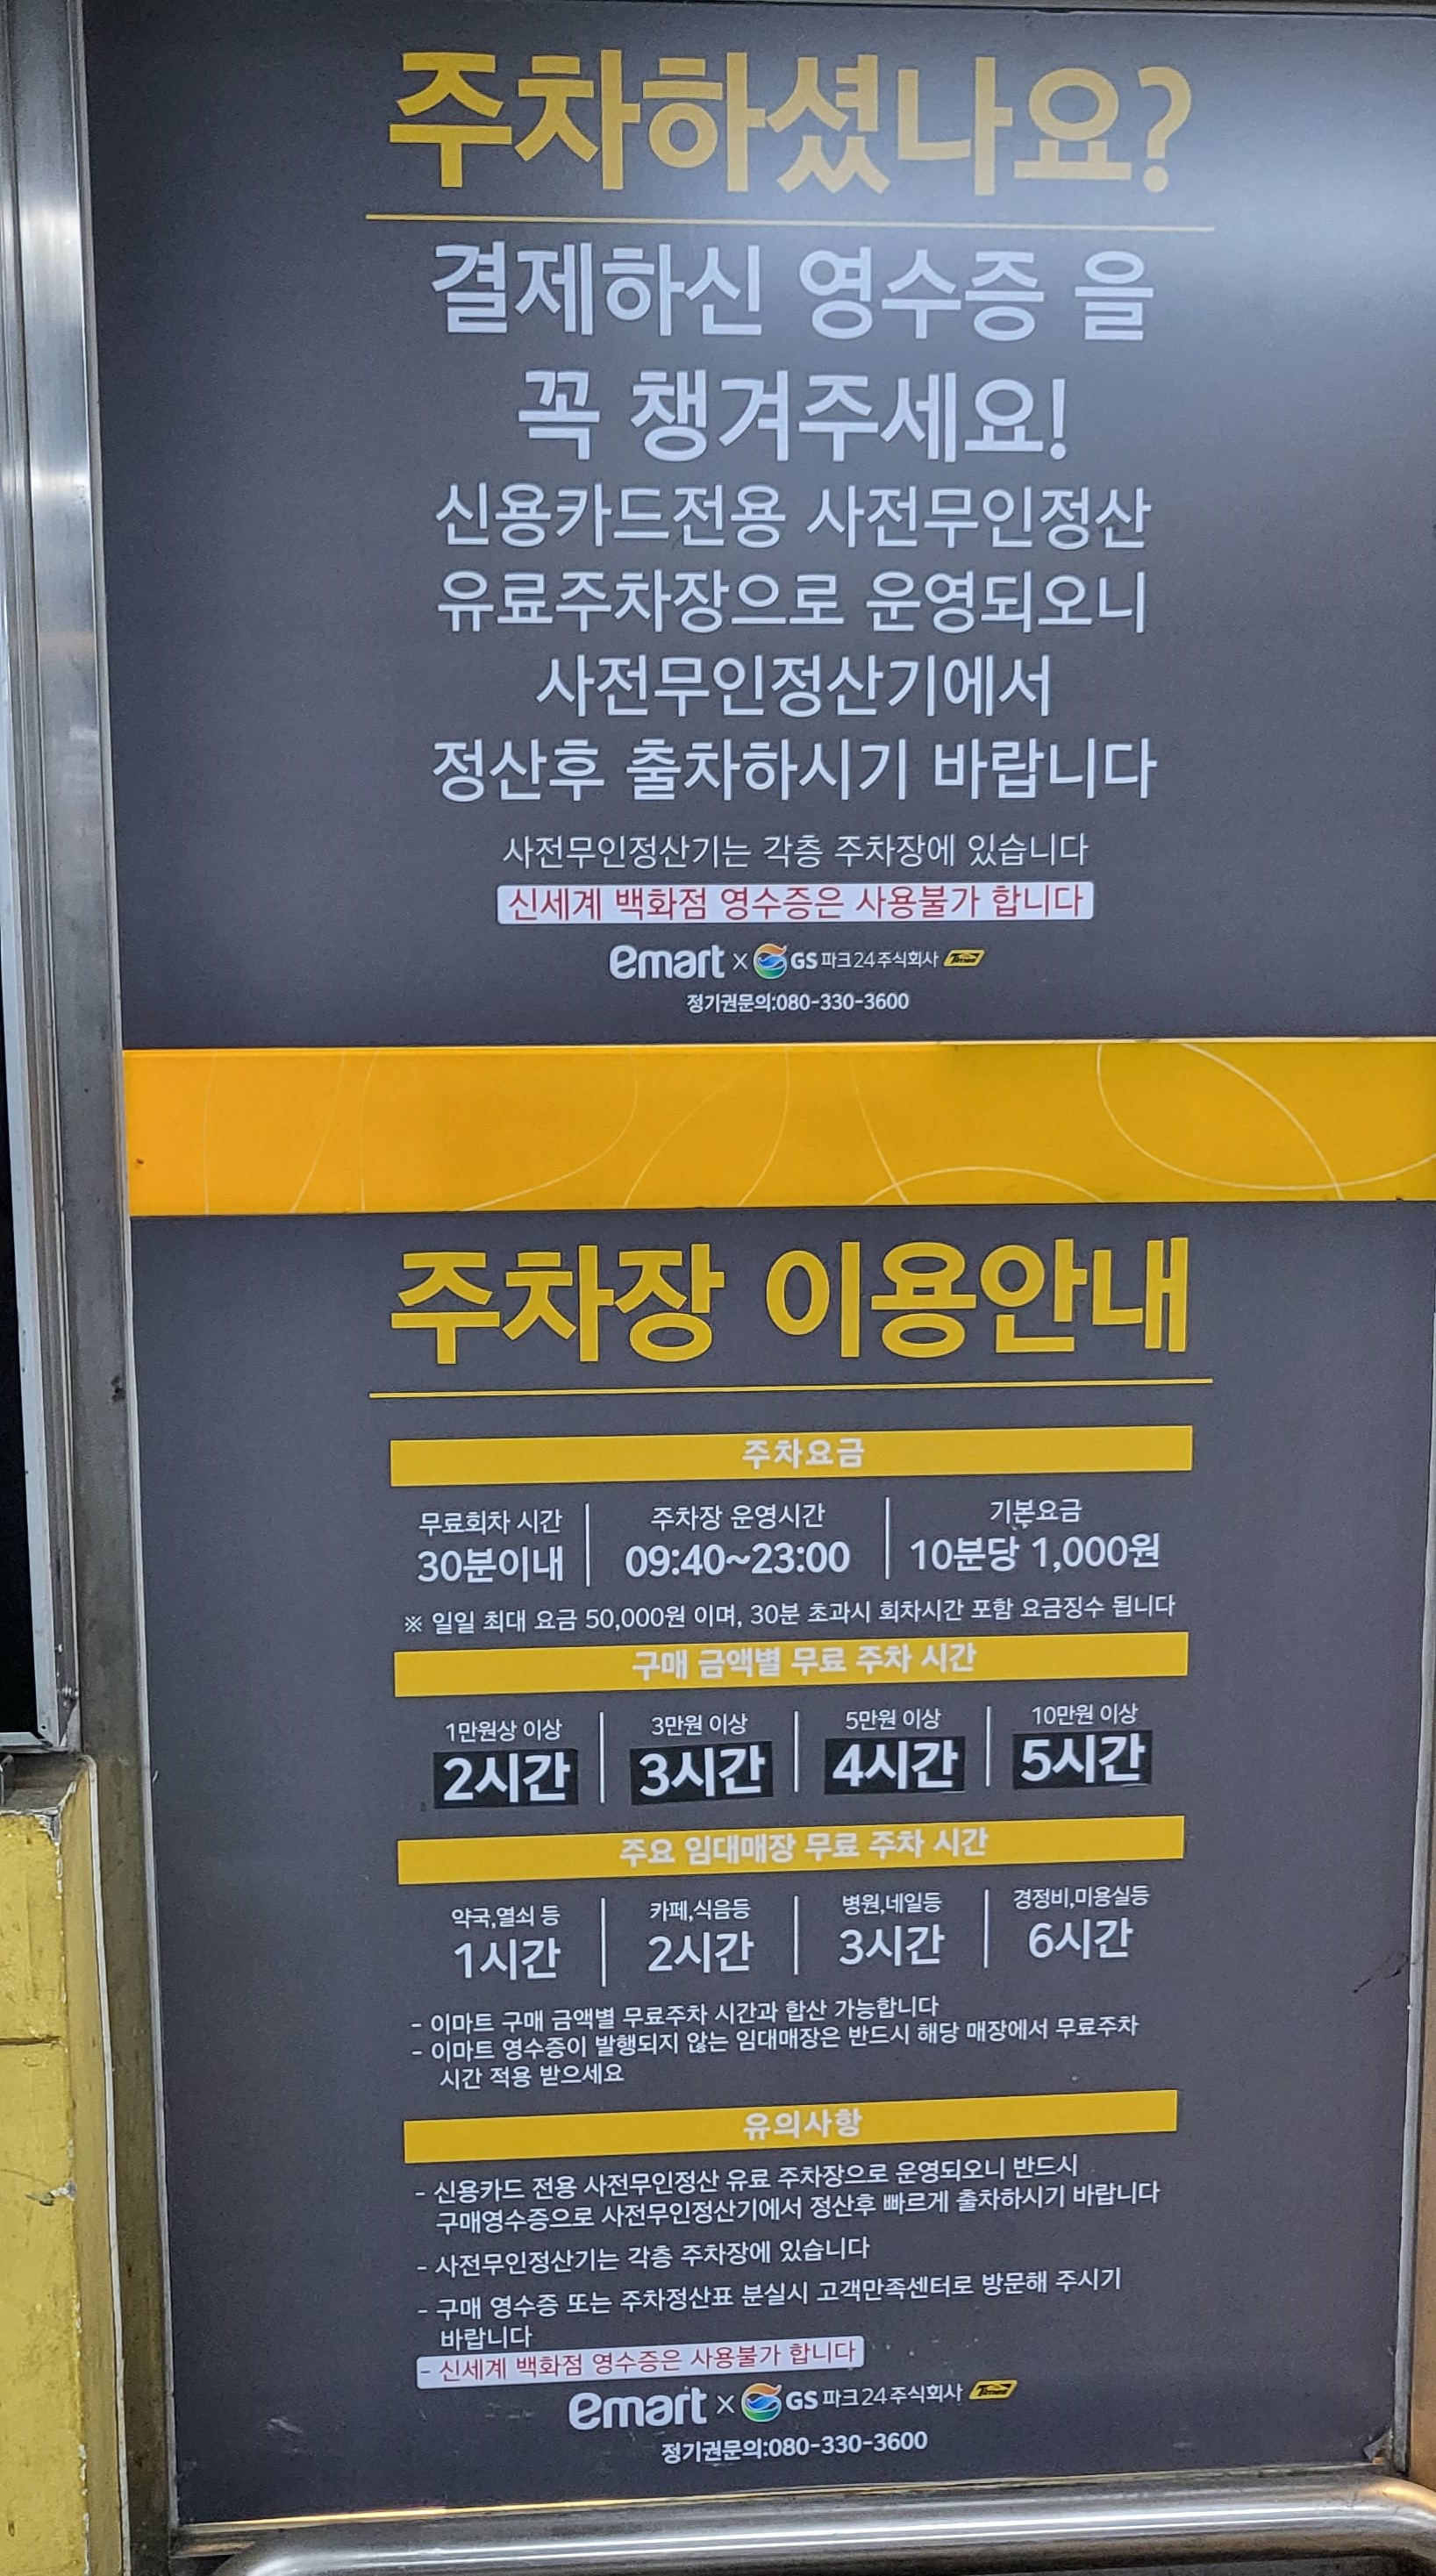 주차하셨나요?
결제하신 영수증 을
꼭 챙겨주세요!
신용카드전용 사전무인정산
유료주차장으로 운영되오니
사전무인정산기에서
정산후 출차하시기 바랍니다
사전무인정산기는 각층 주차장에 있습니다
신세계 백화점 영수증은 사용불가 합니다
emart x GS 파크24주식회사 Times
정기권문의:080-330-3600
주차장 이용안내
주차요금
무료회차 시간 주차장 운영시간 기본요금
30분이내 09:40~23:00 10분당 1,000원
※ 일일 최대 요금 50,000원 이며, 30분 초과시 회차시간 포함 요금징수 됩니다
구매 금액별 무료 주차 시간
1만원상 이상 3만원 이상 5만원 이상 10만원 이상
2시간 3시간 4시간 5시간
주요 임대매장 무료 주차 시간
약국,열쇠 등 카페,식음등 병원,네일등 경정비,미용실등
1시간 2시간 3시간 6시간
- 이마트 구매 금액별 무료주차 시간과 합산 가능합니다
- 이마트 영수증이 발행되지 않는 임대매장은 반드시 해당 매장에서 무료주차
시간 적용 받으세요
유의사항
- 신용카드 전용 사전무인정산 유료 주차장으로 운영되오니 반드시
구매영수증으로 사전무인정산기에서 정산후 빠르게 출차하시기 바랍니다
- 사전무인정산기는 각층 주차장에 있습니다
- 구매 영수증 또는 주차정산표 분실시 고객만족센터로 방문해 주시기
바랍니다
- 신세계 백화점 영수증은 사용불가 합니다
emart x GS 파크24주식회사 Times
정기권문의:080-330-3600